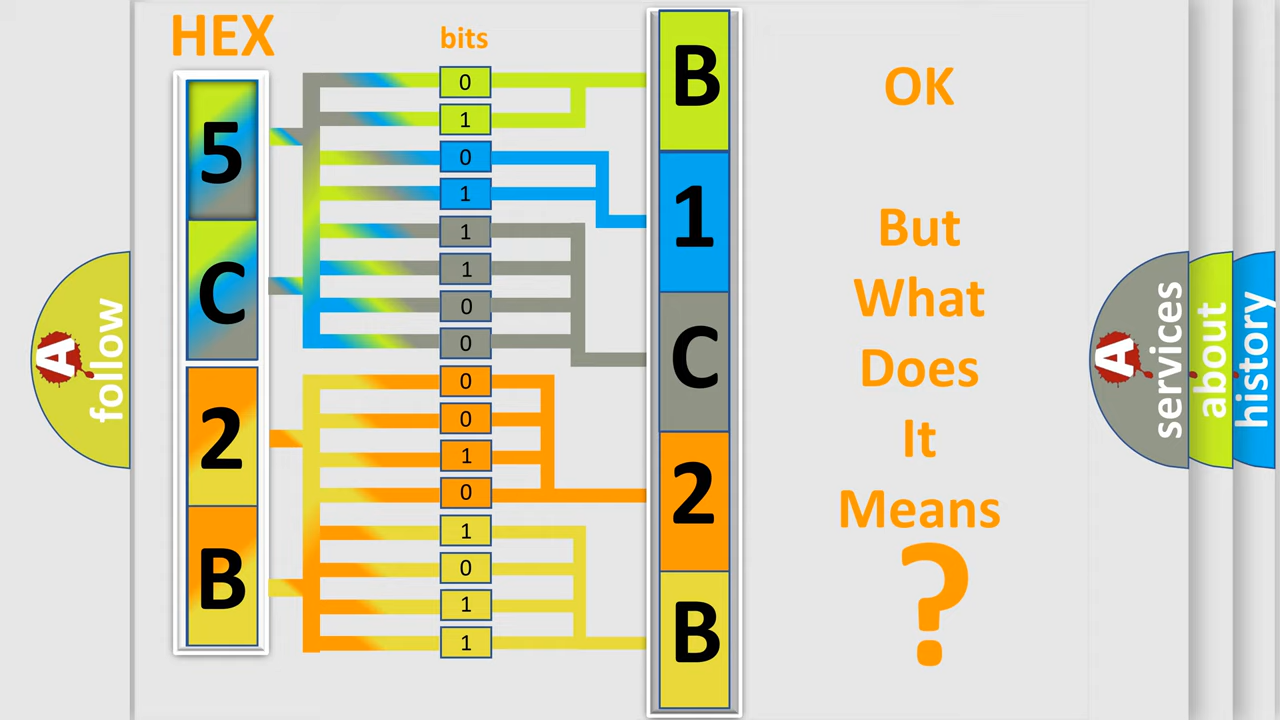 HEX
bits
5
C
2
B
0
1
0
1
1
1
0
0
0
0
1
0
1
0
1
1
B
1
C
2
B
OK
But
What
Does
It
Means
?
A
follow
A
services
about
history